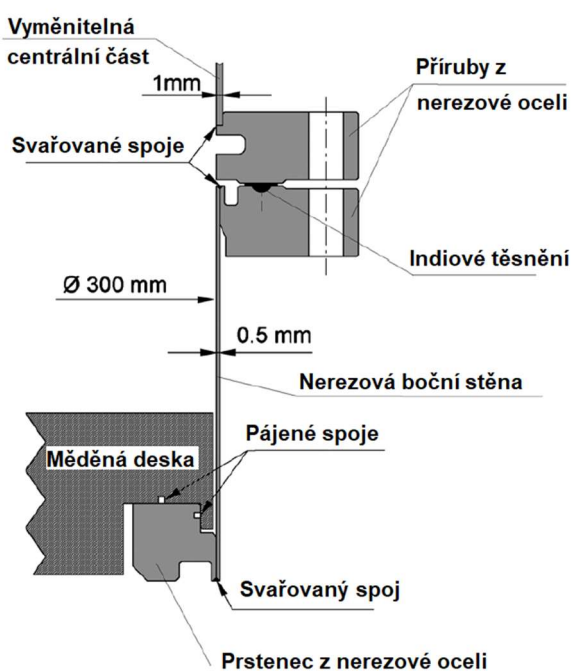 Vyměnitelná
centrální část
1mm
Příruby z
nerezové oceli
Svařované spoje
Indiové těsnění
Ø 300 mm
0.5 mm
Nerezová boční stěna
Pájené spoje
Měděná deska
Svařovaný spoj
Prstenec z nerezové oceli